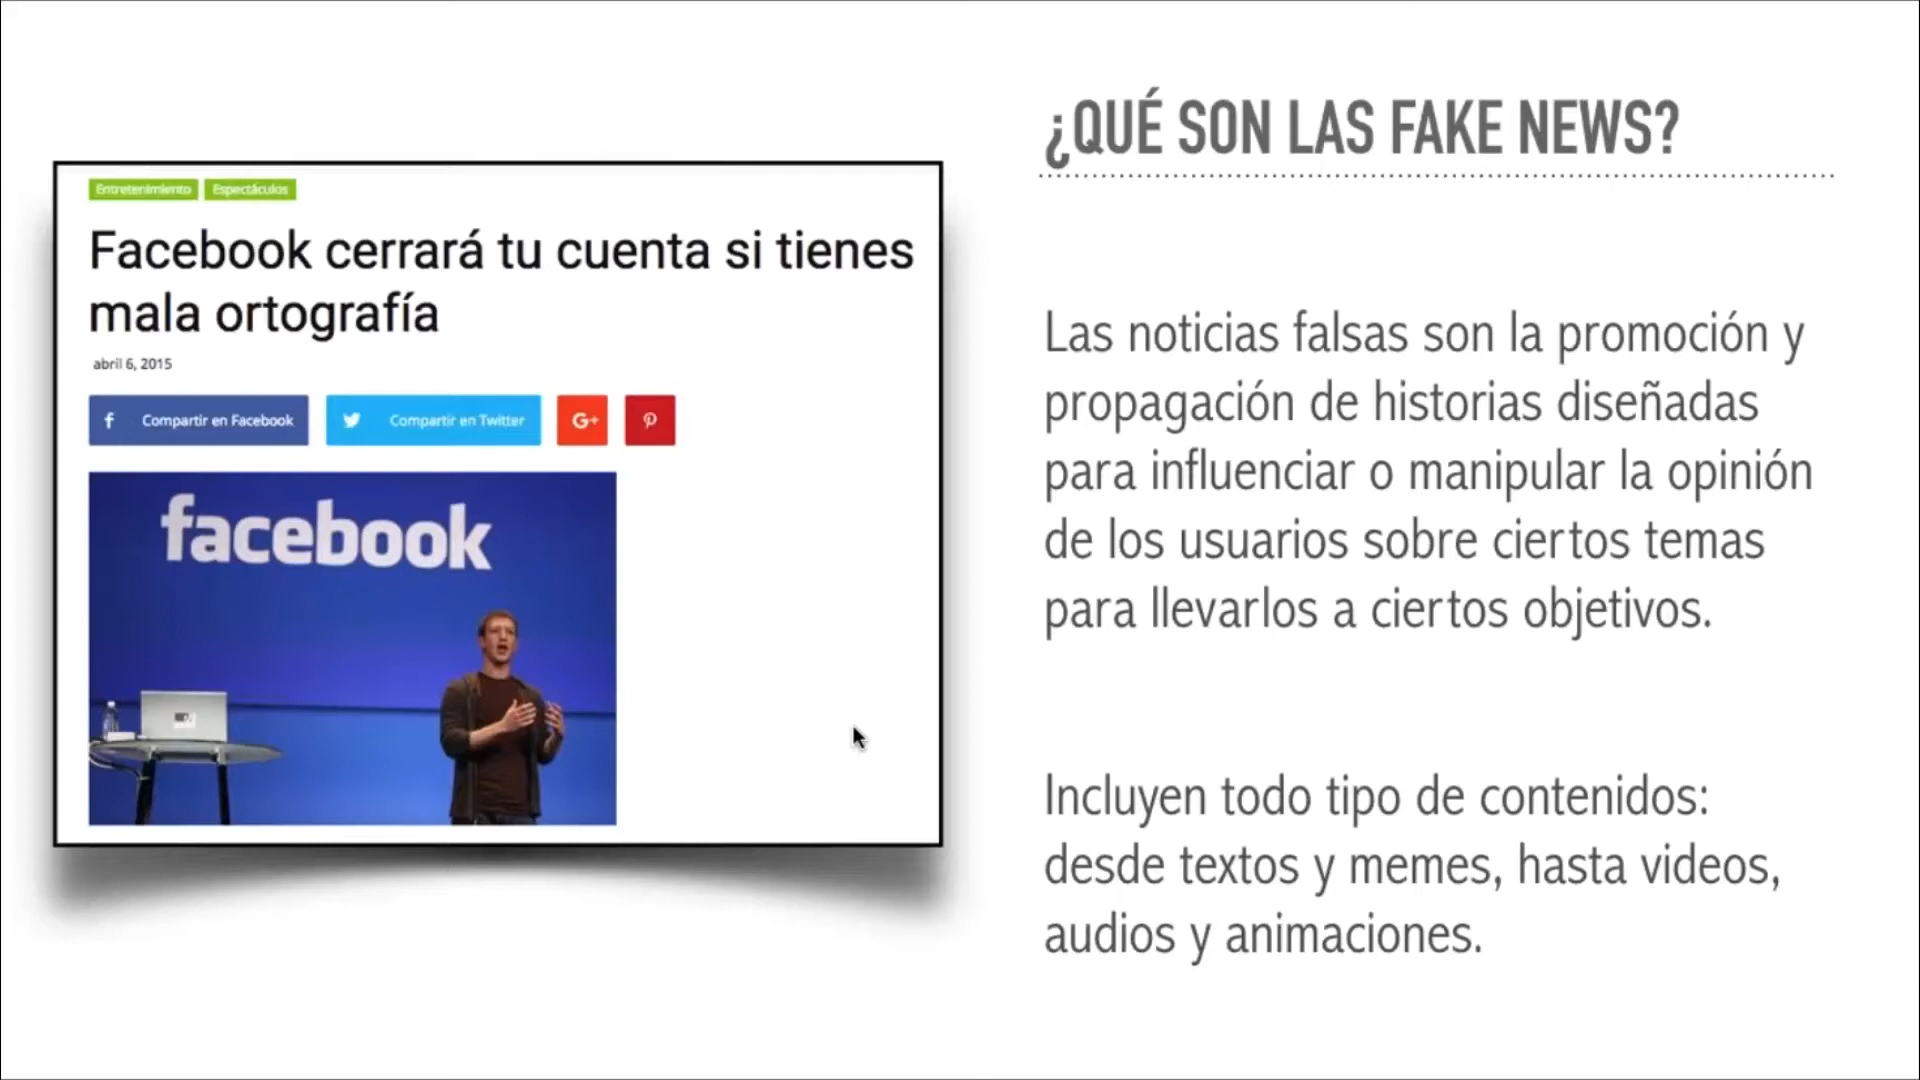 ¿QUÉ SON LAS FAKE NEWS?
Entretenimiento Espectáculos
Facebook cerrará tu cuenta si tienes
mala ortografía
abril 6, 2015
f Compartir en Facebook Compartir en Twitter G+
facebook
Las noticias falsas son la promoción y
propagación de historias diseñadas
para influenciar o manipular la opinión
de los usuarios sobre ciertos temas
para llevarlos a ciertos objetivos.
Incluyen todo tipo de contenidos:
desde textos y memes, hasta videos,
audios y animaciones.